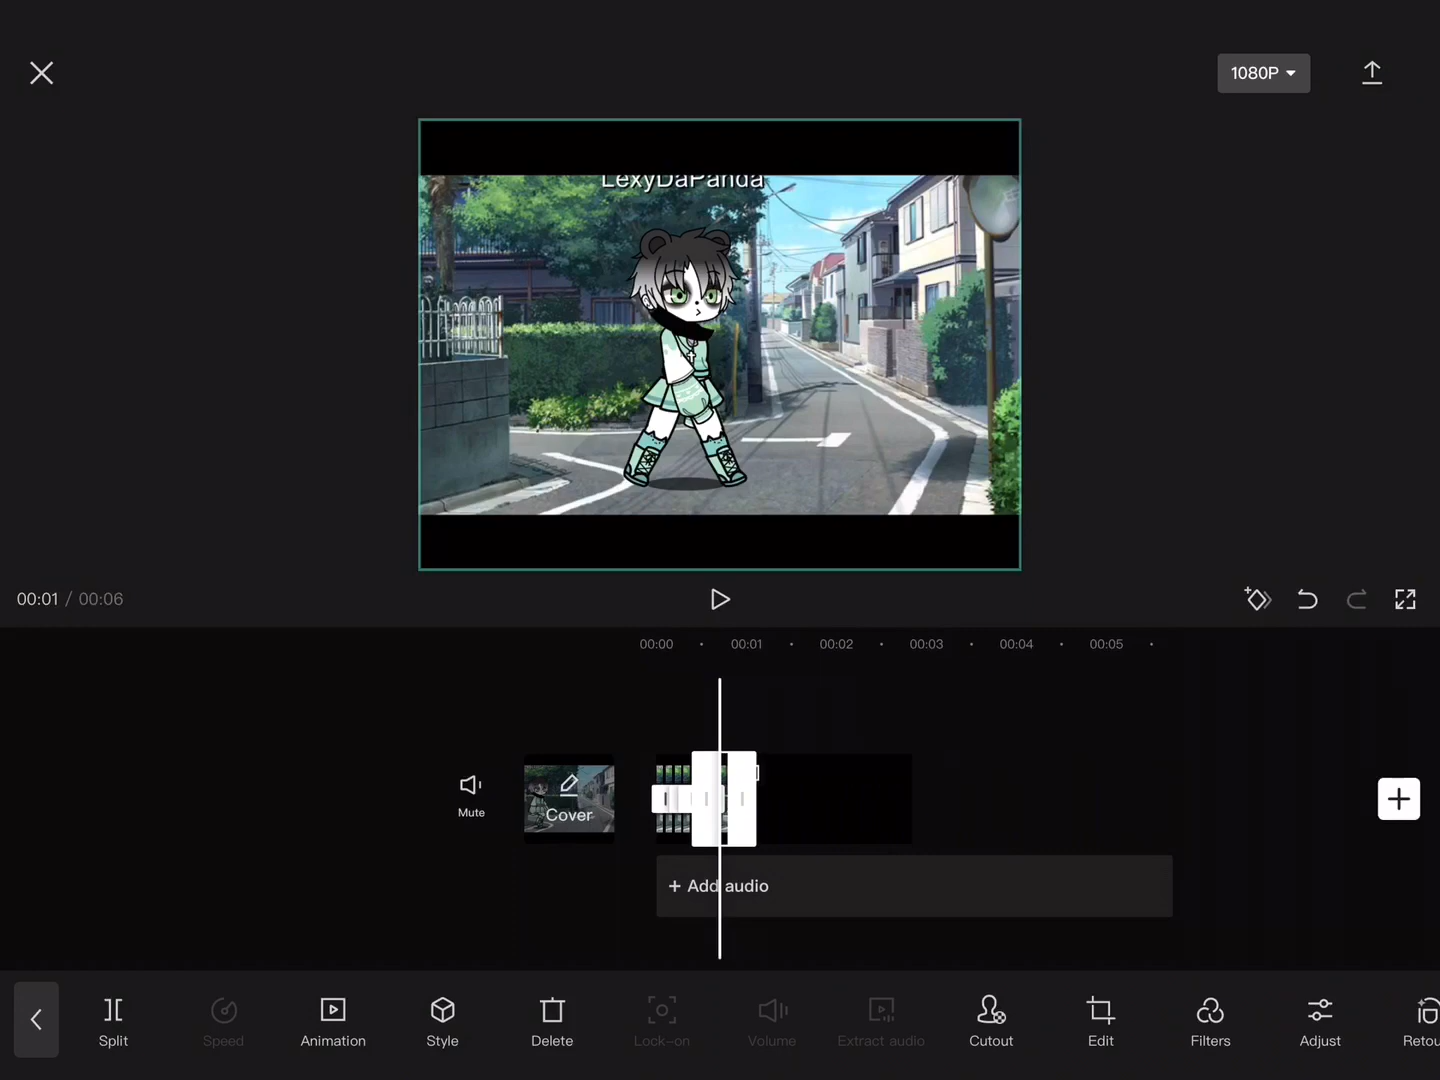 1080P
LexyDaPanda
00:01 / 00:06
00:00 00:01 00:02 00:03 00:04 00:05
Mute
Cover
+ Add audio
Split Speed Animation Style Delete Lock-on Volume Extract audio Cutout Edit Filters Adjust Retou